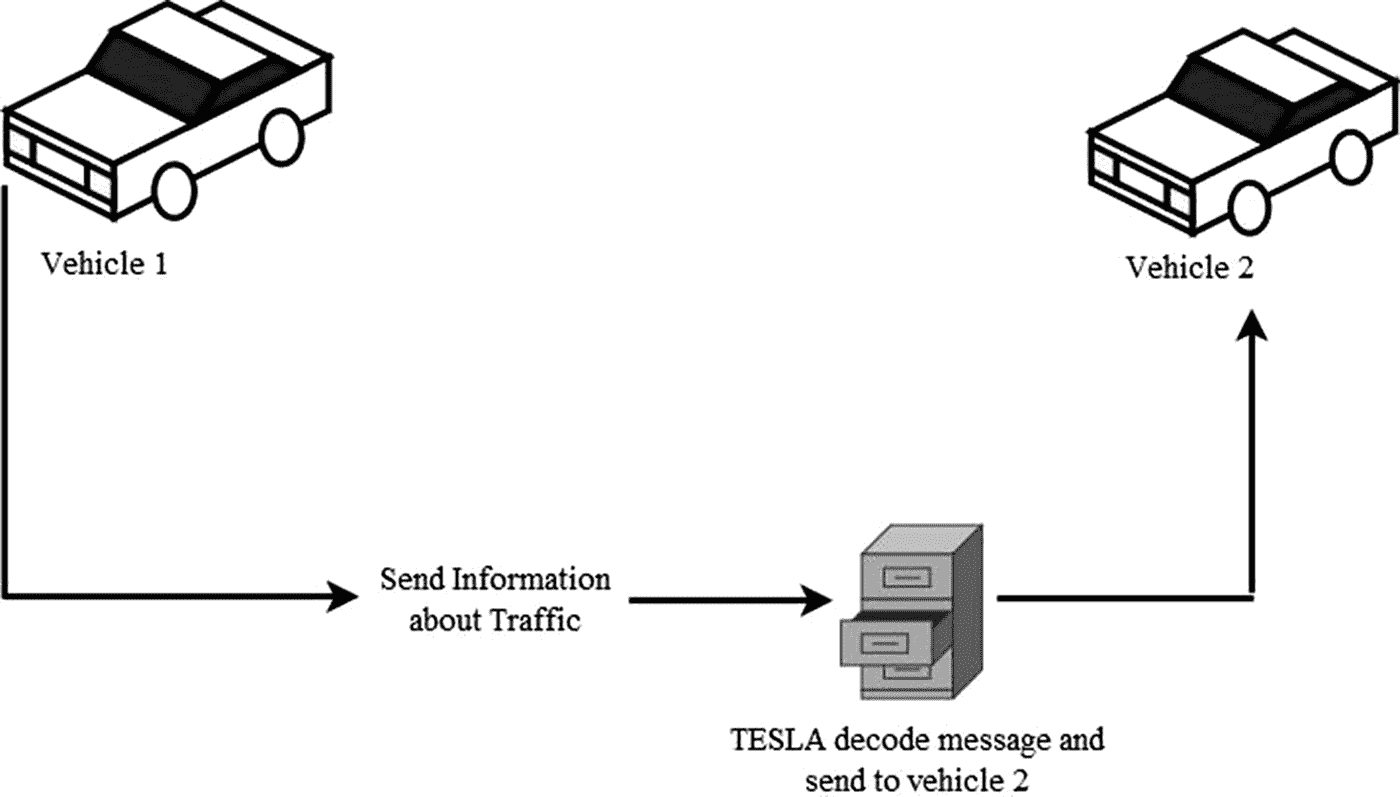 Vehicle 1
Vehicle 2
Send Information
about Traffic
TESLA decode message and
send to vehicle 2